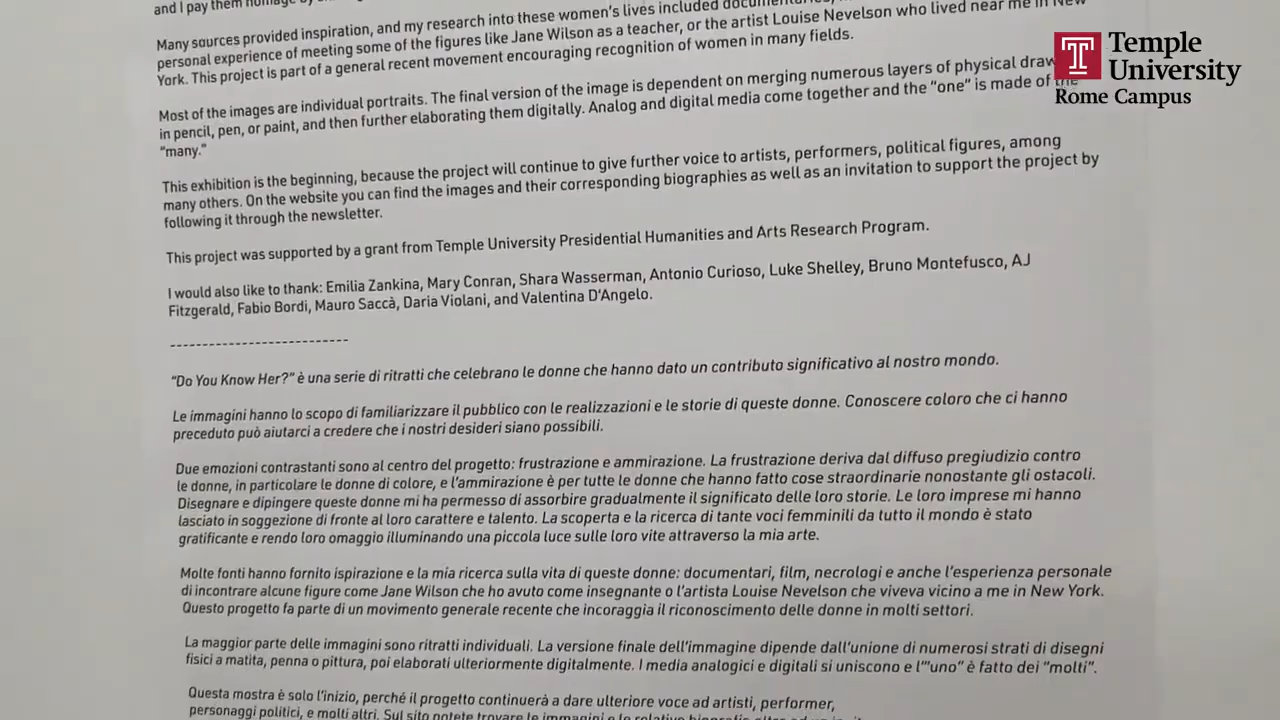 and I pay them homage by
Many sources provided inspiration, and my research into these women's lives included documentaries,
personal experience of meeting some of the figures like Jane Wilson as a teacher, or the artist Louise Nevelson who lived near me in New
York. This project is part of a general recent movement encouraging recognition of women in many fields.
Most of the images are individual portraits. The final version of the image is dependent on merging numerous layers of physical
in pencil, pen, or paint, and then further elaborating them digitally. Analog and digital media come together and the “one” is made of the
“many.”
This exhibition is the beginning, because the project will continue to give further voice to artists, performers, political figures, among
many others. On the website you can find the images and their corresponding biographies as well as an invitation to support the project by
following it through the newsletter.
This project was supported by a grant from Temple University Presidential Humanities and Arts Research Program.
I would also like to thank: Emilia Zankina, Mary Conran, Shara Wasserman, Antonio Curioso, Luke Shelley, Bruno Montefusco, AJ
Fitzgerald, Fabio Bordi, Mauro Saccà, Daria Violani, and Valentina D'Angelo.
---------------------------
“Do You Know Her?” è una serie di ritratti che celebrano le donne che hanno dato un contributo significativo al nostro mondo.
Le immagini hanno lo scopo di familiarizzare il pubblico con le realizzazioni e le storie di queste donne. Conoscere coloro che ci hanno
preceduto può aiutarci a credere che i nostri desideri siano possibili.
Due emozioni contrastanti sono al centro del progetto: frustrazione e ammirazione. La frustrazione deriva dal diffuso pregiudizio contro
le donne, in particolare le donne di colore, e l'ammirazione è per tutte le donne che hanno fatto cose straordinarie nonostante gli ostacoli.
Disegnare e dipingere queste donne mi ha permesso di assorbire gradualmente il significato delle loro storie. Le loro imprese mi hanno
lasciato in soggezione di fronte al loro carattere e talento. La scoperta e la ricerca di tante voci femminili da tutto il mondo è stato
gratificante e rendo loro omaggio illuminando una piccola luce sulle loro vite attraverso la mia arte.
Molte fonti hanno fornito ispirazione e la mia ricerca sulla vita di queste donne: documentari, film, necrologi e anche l'esperienza personale
di incontrare alcune figure come Jane Wilson che ho avuto come insegnante o l'artista Louise Nevelson che viveva vicino a me in New York.
Questo progetto fa parte di un movimento generale recente che incoraggia il riconoscimento delle donne in molti settori.
La maggior parte delle immagini sono ritratti individuali. La versione finale dell'immagine dipende dall'unione di numerosi strati di disegni
fisici a matita, penna o pittura, poi elaborati ulteriormente digitalmente. I media analogici e digitali si uniscono e l'“uno” è fatto dei “molti”.
Questa mostra è solo l'inizio, perché il progetto continuerà a dare ulteriore voce ad artisti, performer,
personaggi politici, e molti altri. Sul sito potete trovare le immagini e le relative
Temple
University
Rome Campus